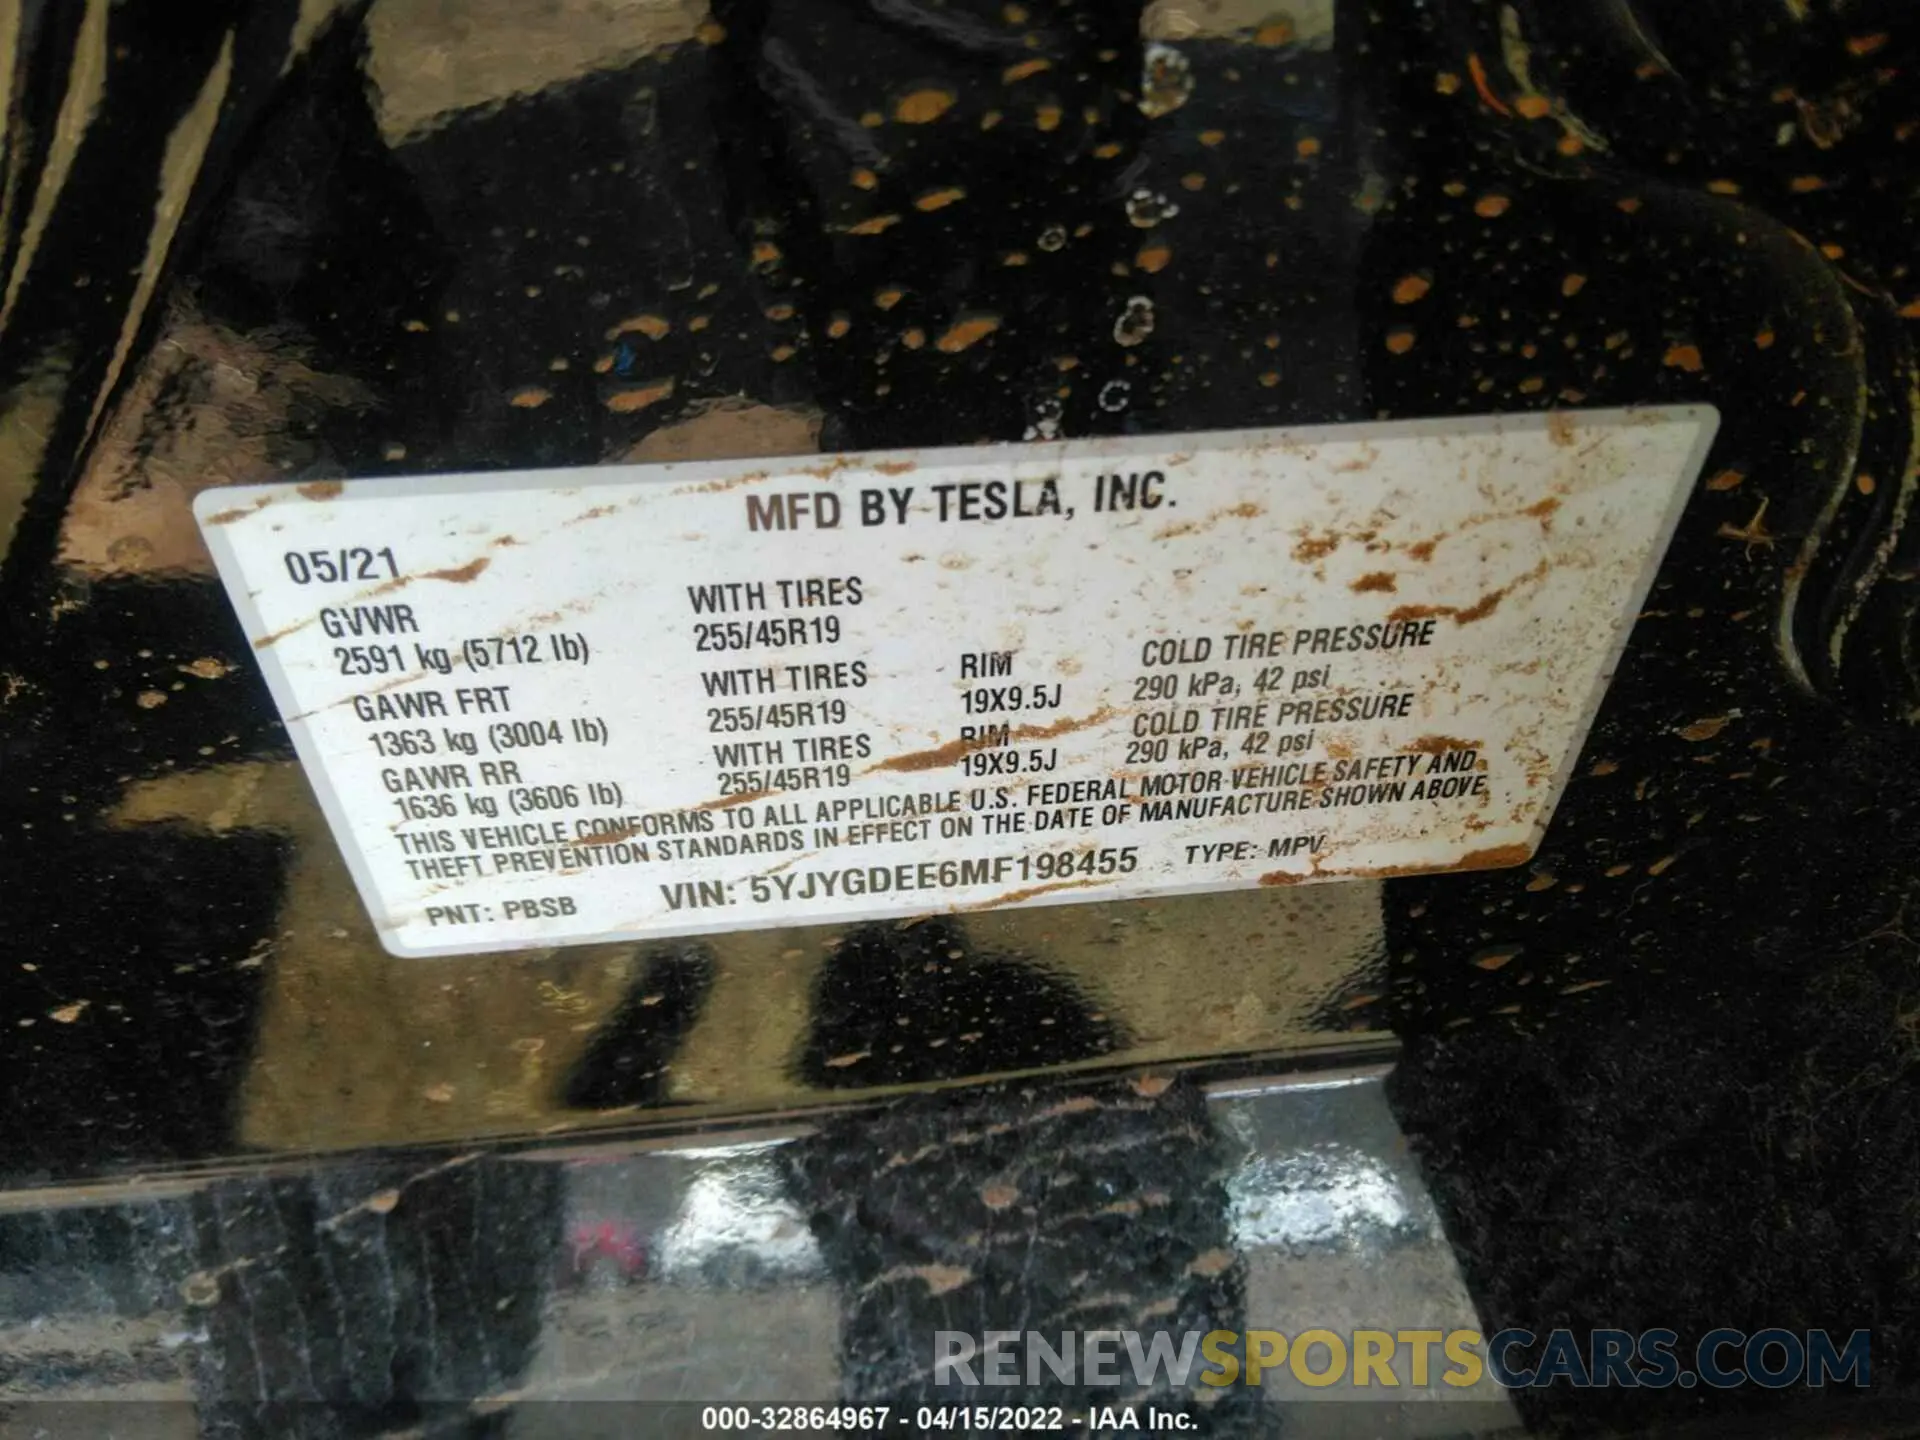 MFD BY TESLA, INC.
05/21
GVWR WITH TIRES
2591 kg (5712 lb) 255/45R19
GAWR FRT WITH TIRES RIM COLD TIRE PRESSURE
1363 kg (3004 lb) 255/45R19 19X9.5J 290 kPa, 42 psi
GAWR RR WITH TIRES RIM COLD TIRE PRESSURE
1636 kg (3606 lb) 255/45R19 19X9.5J 290 kPa, 42 psi
THIS VEHICLE CONFORMS TO ALL APPLICABLE U.S. FEDERAL MOTOR VEHICLE SAFETY AND
THEFT PREVENTION STANDARDS IN EFFECT ON THE DATE OF MANUFACTURE SHOWN ABOVE
PNT: PBSB VIN: 5YJYGDEE6MF198455 TYPE: MPV
RENEWSPORTSCARS.COM
000-32864967 - 04/15/2022 - IAA Inc.